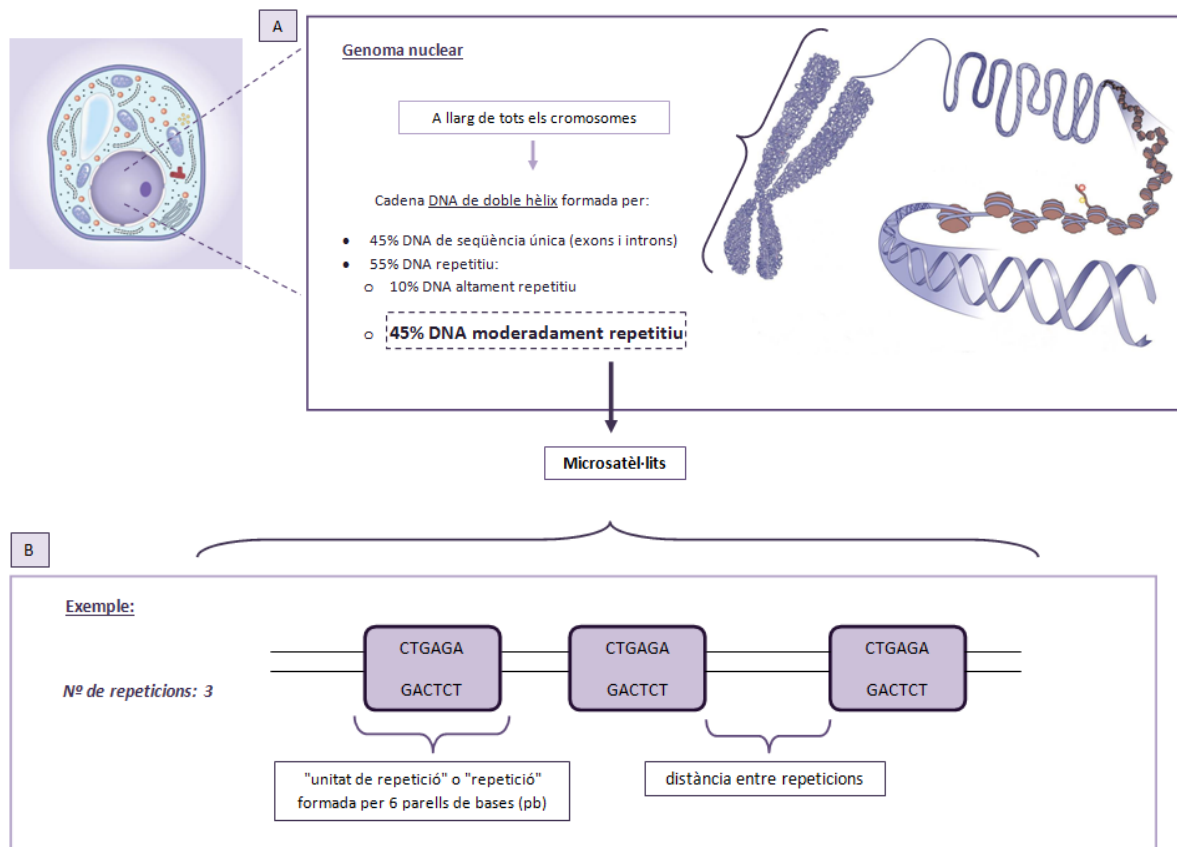 A
Genoma nuclear
A llarg de tots els cromosomes
Cadena DNA de doble hèlix formada per:
• 45% DNA de seqüència única (exons i introns)
• 55% DNA repetitiu:
o 10% DNA altament repetitiu
o 45% DNA moderadament repetitiu
Microsatèl·lits
B
Exemple:
Nº de repeticions: 3
CTGAGA CTGAGA CTGAGA
GACTCT GACTCT GACTCT
"unitat de repetició" o "repetició"
formada per 6 parells de bases (pb)
distància entre repeticions